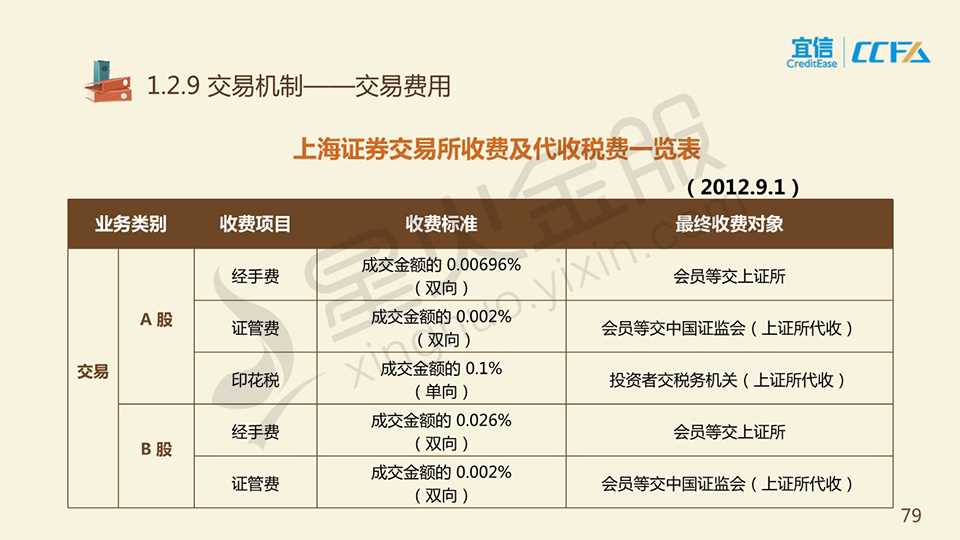 宜信
CreditEase
CCFA
1.2.9 交易机制——交易费用
上海证券交易所收费及代收税费一览表
（2012.9.1）
业务类别 收费项目 收费标准 最终收费对象
交易
A 股
经手费 成交金额的 0.00696%
（双向） 会员等交上证所
证管费 成交金额的 0.002%
（双向） 会员等交中国证监会（上证所代收）
印花税 成交金额的 0.1%
（单向） 投资者交税务机关（上证所代收）
B 股
经手费 成交金额的 0.026%
（双向） 会员等交上证所
证管费 成交金额的 0.002%
（双向） 会员等交中国证监会（上证所代收）
星火金服
xinghuo.yixin.com
79